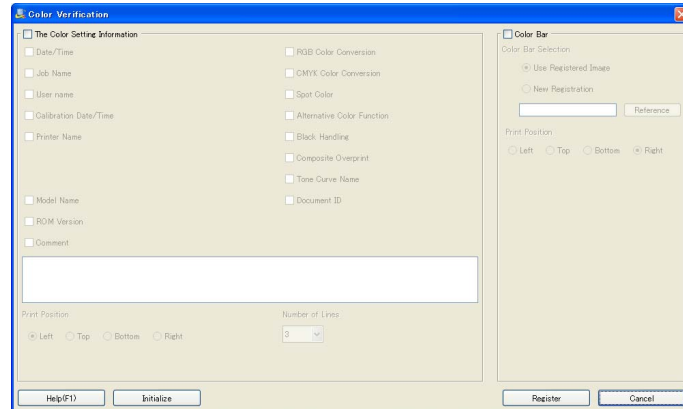 Color Verification
The Color Setting Information
Date/Time
Job Name
User name
Calibration Date/Time
Printer Name
Model Name
ROM Version
Comment
RGB Color Conversion
CMYK Color Conversion
Spot Color
Alternative Color Function
Black Handling
Composite Overprint
Tone Curve Name
Document ID
Print Position
Left Top Bottom Right
Number of Lines
3
Color Bar
Color Bar Selection
Use Registered Image
New Registration
Reference
Print Position
Left Top Bottom Right
Help(F1) Initialize Register Cancel